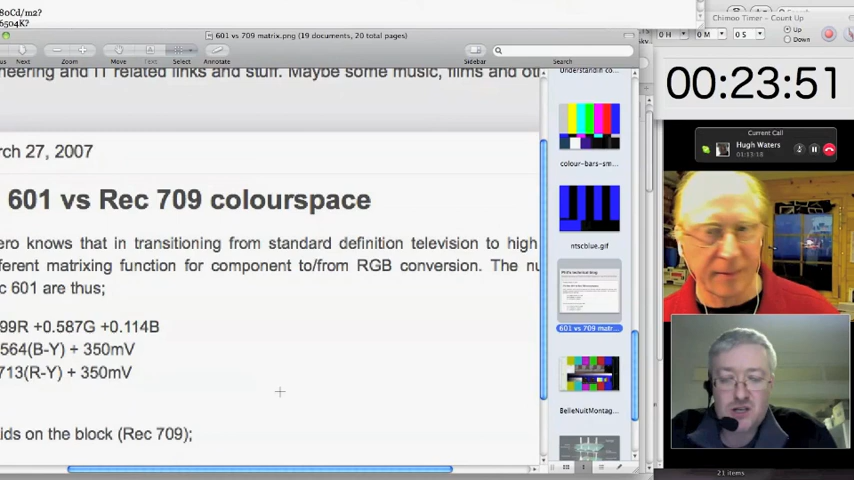 80Cd/m2?
6504K?
601 vs 709 matrix.png (19 documents, 20 total pages)
Zoom
Move
Text
Select
Annotate
Sidebar
Search
neering and IT related links and stuff. Maybe some music, films and
rch 27, 2007
601 vs Rec 709 colourspace
ero knows that in transitioning from standard definition television to high
fferent matrixing function for component to/from RGB conversion. The
c 601 are thus;
99R +0.587G +0.114B
564(B-Y) + 350mV
713(R-Y) + 350mV
ids on the block (Rec 709);
Understandin co...
colour-bars-sm...
ntscblue.gif
601 vs 709 matr...
BelleNuitMontag...
Chimoo Timer - Count Up
0 H
0 M
0 S
Up
Down
00:23:51
Current Call
Hugh Waters
01:13:18
21 items